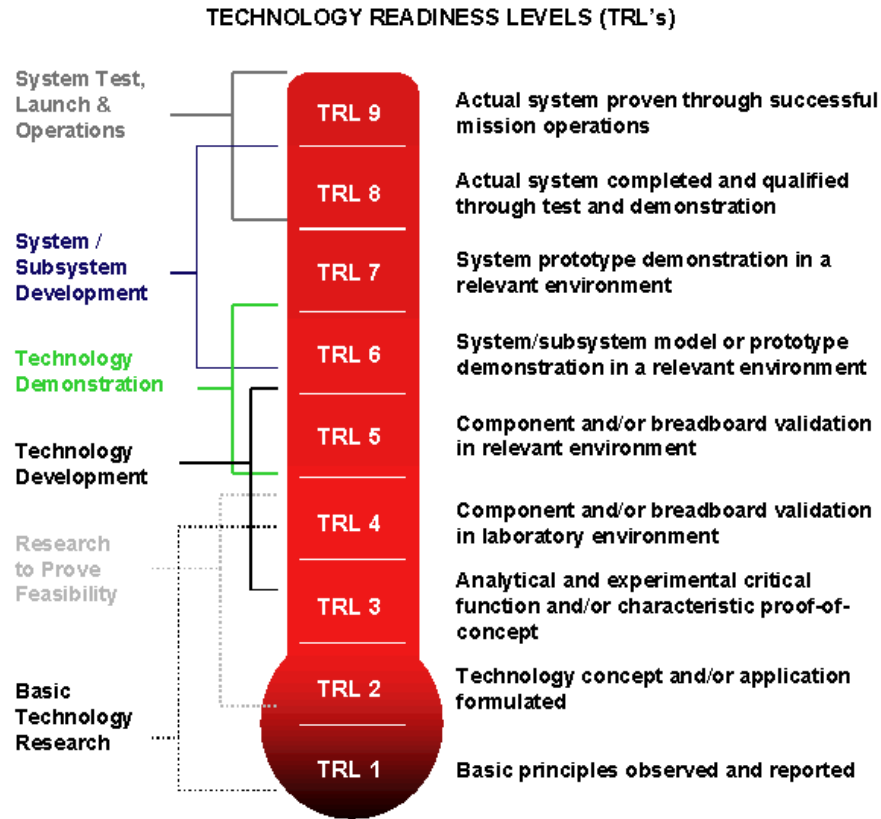 TECHNOLOGY READINESS LEVELS (TRL's)
System Test,
Launch &
Operations
System /
Subsystem
Development
Technology
Demonstration
Technology
Development
Research
to Prove
Feasibility
Basic
Technology
Research
TRL 9
TRL 8
TRL 7
TRL 6
TRL 5
TRL 4
TRL 3
TRL 2
TRL 1
Actual system proven through successful
mission operations
Actual system completed and qualified
through test and demonstration
System prototype demonstration in a
relevant environment
System/subsystem model or prototype
demonstration in a relevant environment
Component and/or breadboard validation
in relevant environment
Component and/or breadboard validation
in laboratory environment
Analytical and experimental critical
function and/or characteristic proof-of-
concept
Technology concept and/or application
formulated
Basic principles observed and reported